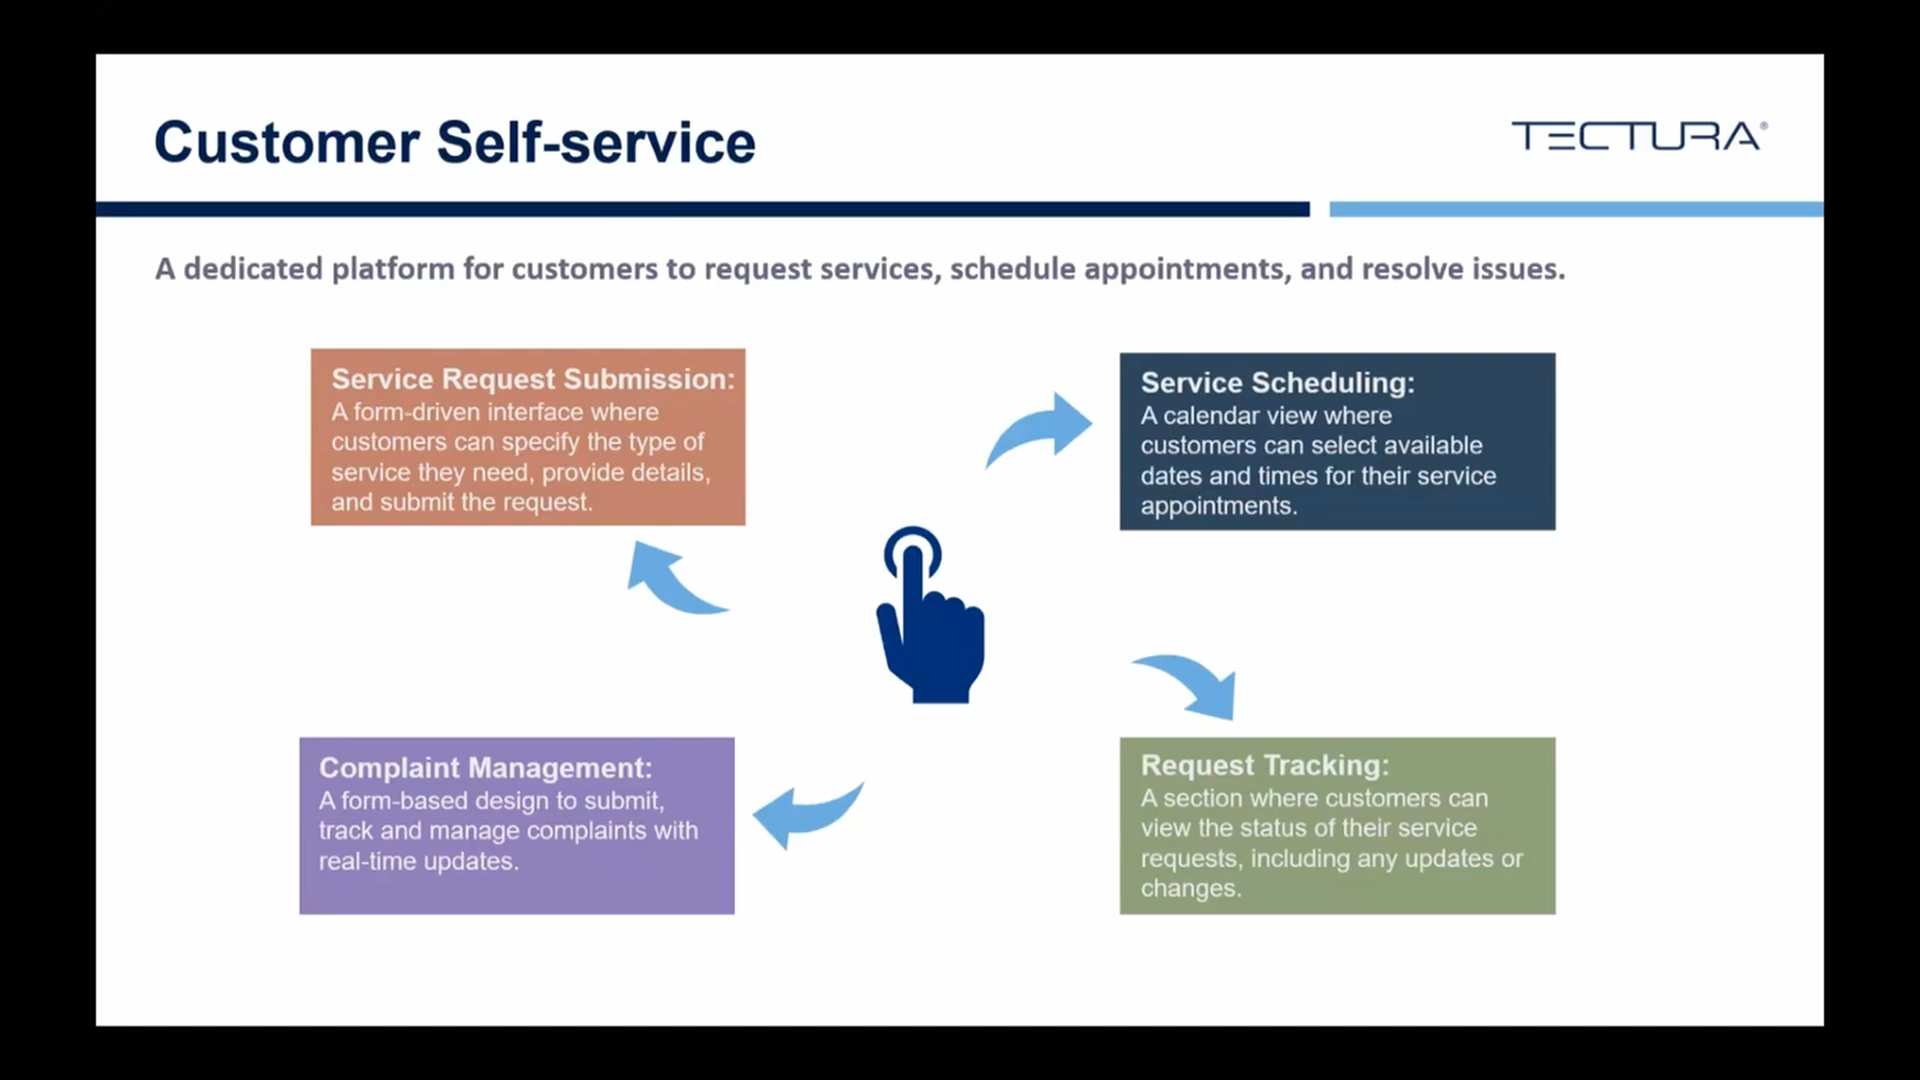 Customer Self-service
TECTURA®
A dedicated platform for customers to request services, schedule appointments, and resolve issues.
Service Request Submission:
A form-driven interface where
customers can specify the type of
service they need, provide details,
and submit the request.
Service Scheduling:
A calendar view where
customers can select available
dates and times for their service
appointments.
Complaint Management:
A form-based design to submit,
track and manage complaints with
real-time updates.
Request Tracking:
A section where customers can
view the status of their service
requests, including any updates or
changes.